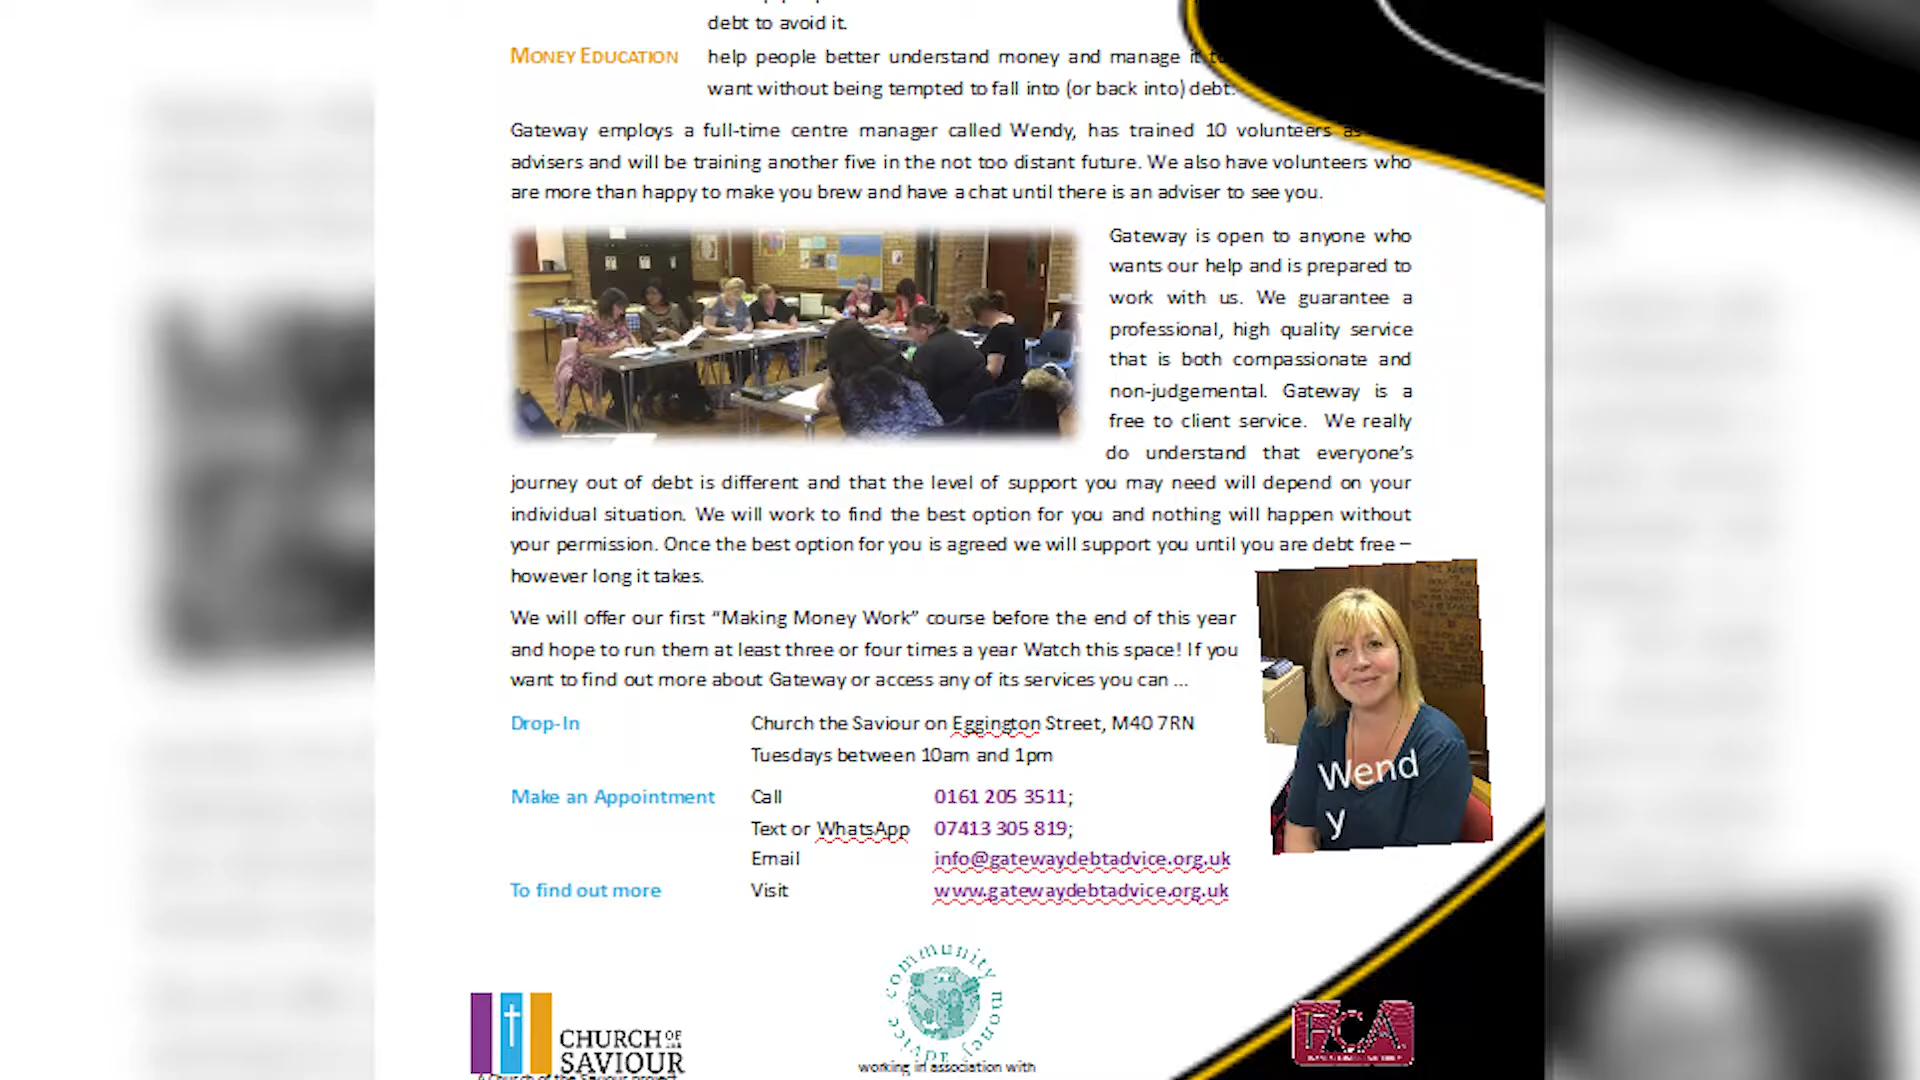 debt to avoid it.
MONEY EDUCATION help people better understand money and manage it to
want without being tempted to fall into (or back into) debt.
Gateway employs a full-time centre manager called Wendy, has trained 10 volunteers as
advisers and will be training another five in the not too distant future. We also have volunteers who
are more than happy to make you brew and have a chat until there is an adviser to see you.
Gateway is open to anyone who
wants our help and is prepared to
work with us. We guarantee a
professional, high quality service
that is both compassionate and
non-judgemental. Gateway is a
free to client service. We really
do understand that everyone's
journey out of debt is different and that the level of support you may need will depend on your
individual situation. We will work to find the best option for you and nothing will happen without
your permission. Once the best option for you is agreed we will support you until you are debt free –
however long it takes.
We will offer our first “Making Money Work” course before the end of this year
and hope to run them at least three or four times a year Watch this space! If you
want to find out more about Gateway or access any of its services you can ...
Drop-In Church the Saviour on Eggington Street, M40 7RN
Tuesdays between 10am and 1pm
Make an Appointment Call 0161 205 3511;
Text or WhatsApp 07413 305 819;
Email info@gatewaydebtadvice.org.uk
To find out more Visit www.gatewaydebtadvice.org.uk
Wend
y
community money advice
working in association with
CHURCH OF THE
SAVIOUR
A Church of the Saviour project
FCA